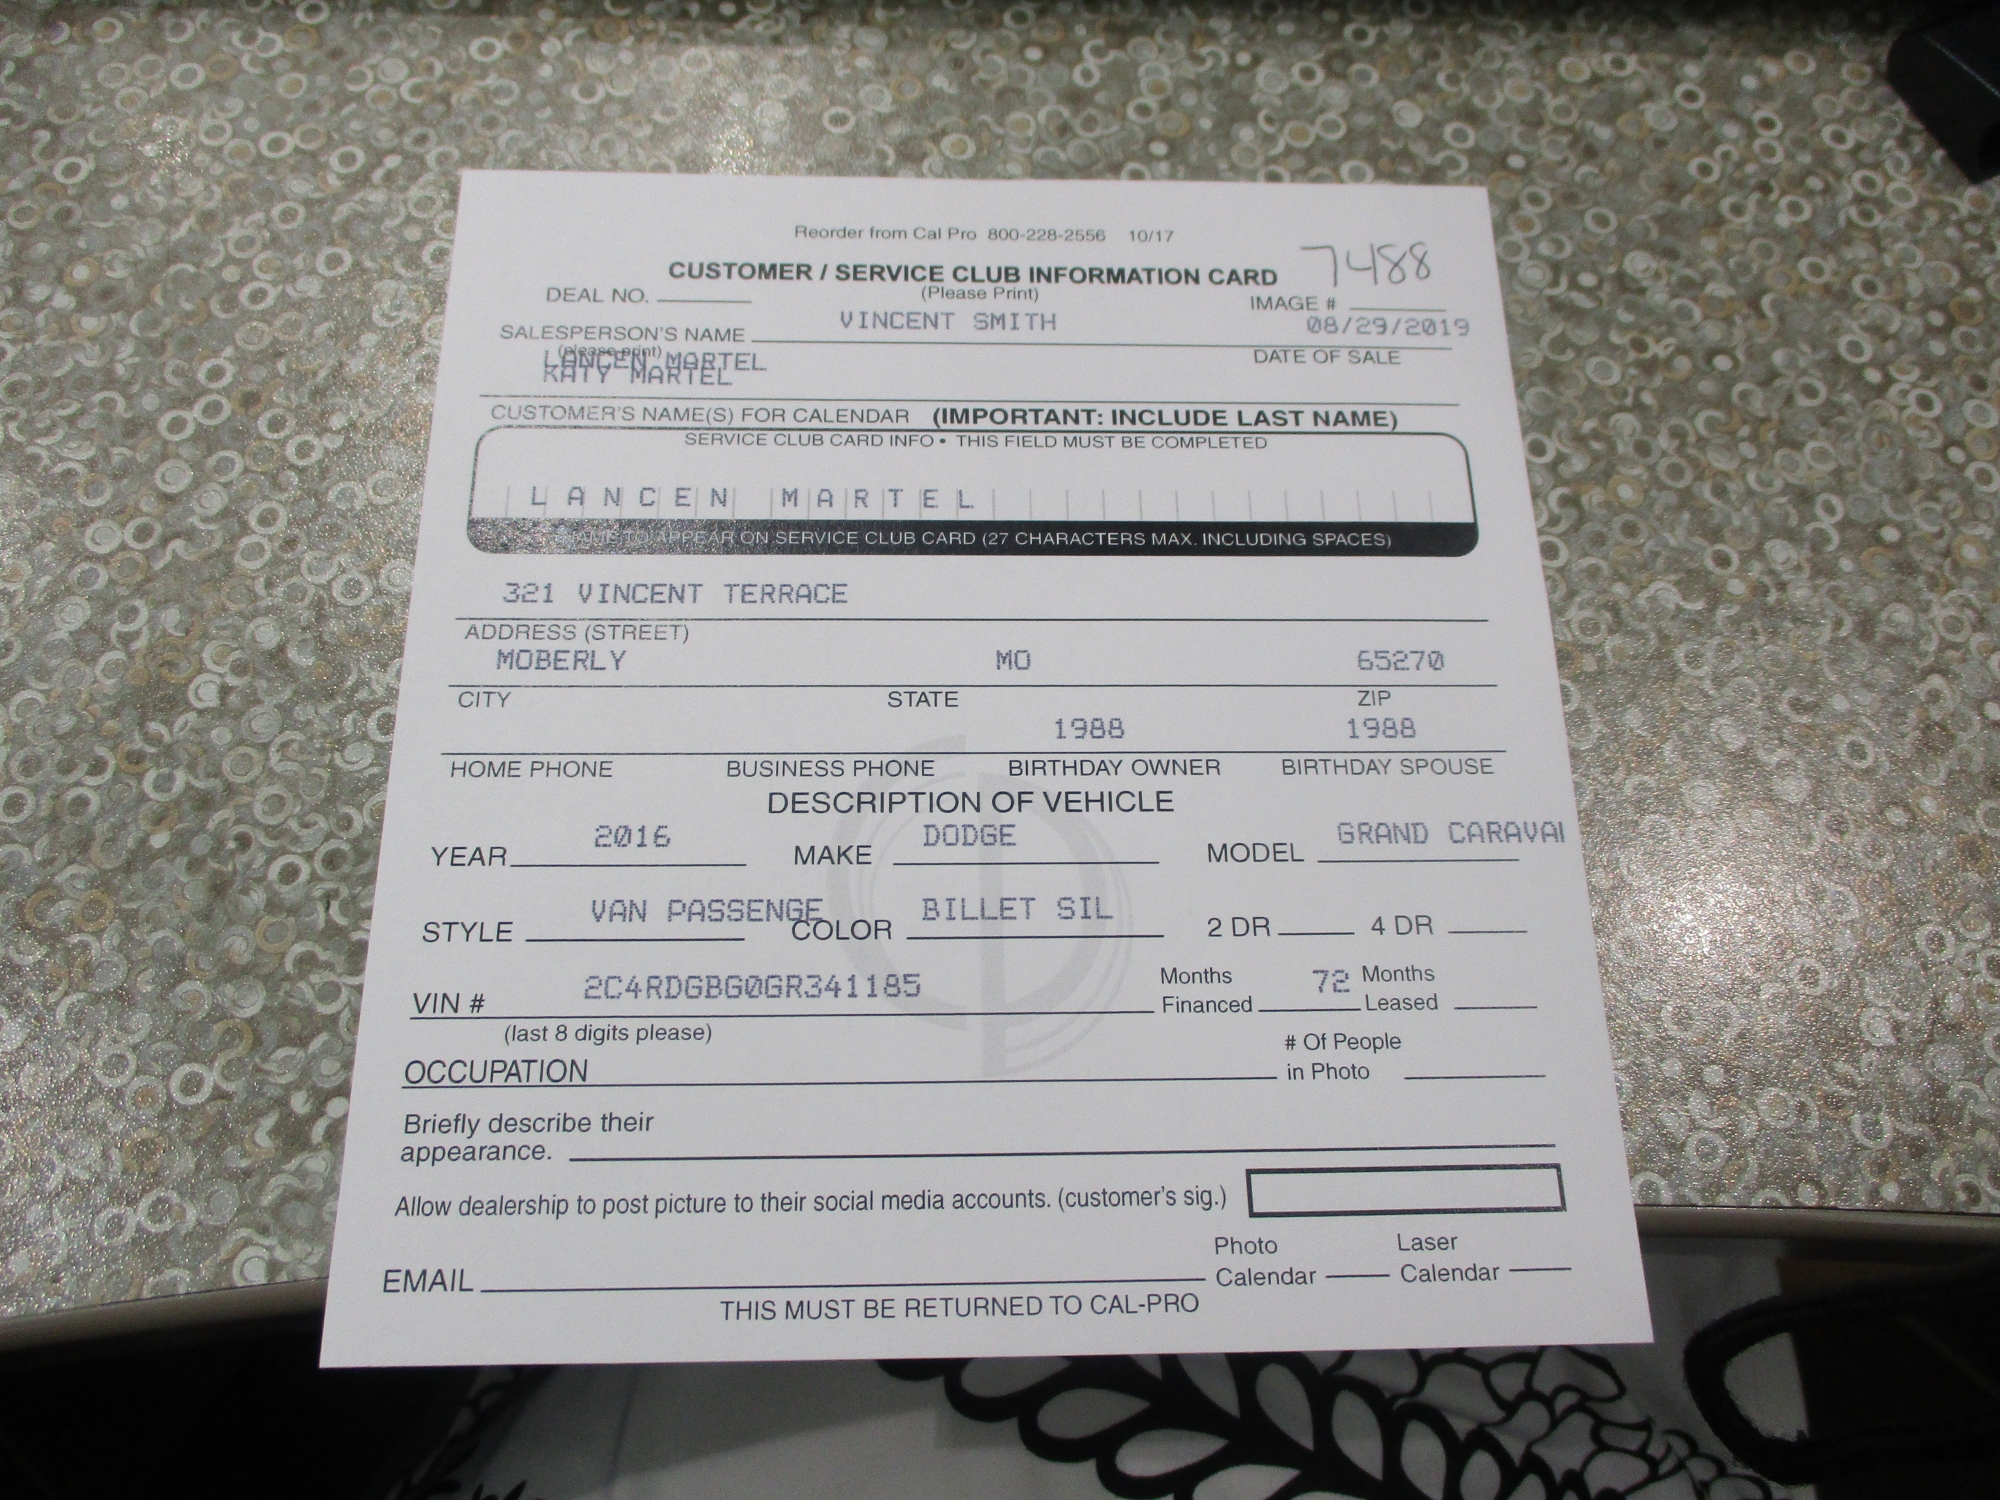 Reorder from Cal Pro 800-228-2556 10/17
CUSTOMER / SERVICE CLUB INFORMATION CARD 7488
DEAL NO. (Please Print) IMAGE #
SALESPERSON'S NAME VINCENT SMITH 08/29/2019
(please print) DATE OF SALE
LANCEN MARTEL
KATY MARTEL
CUSTOMER'S NAME(S) FOR CALENDAR (IMPORTANT: INCLUDE LAST NAME)
SERVICE CLUB CARD INFO • THIS FIELD MUST BE COMPLETED
LANCEN MARTEL
NAME TO APPEAR ON SERVICE CLUB CARD (27 CHARACTERS MAX. INCLUDING SPACES)
321 VINCENT TERRACE
ADDRESS (STREET)
MOBERLY MO 65270
CITY STATE ZIP
1988 1988
HOME PHONE BUSINESS PHONE BIRTHDAY OWNER BIRTHDAY SPOUSE
DESCRIPTION OF VEHICLE
YEAR 2016 MAKE DODGE MODEL GRAND CARAVAN
STYLE VAN PASSENGE COLOR BILLET SIL 2 DR 4 DR
VIN # 2C4RDGBG0GR341185 Months Financed 72 Months Leased
(last 8 digits please)
OCCUPATION # Of People in Photo
Briefly describe their
appearance.
Allow dealership to post picture to their social media accounts. (customer's sig.)
EMAIL Photo Calendar Laser Calendar
THIS MUST BE RETURNED TO CAL-PRO